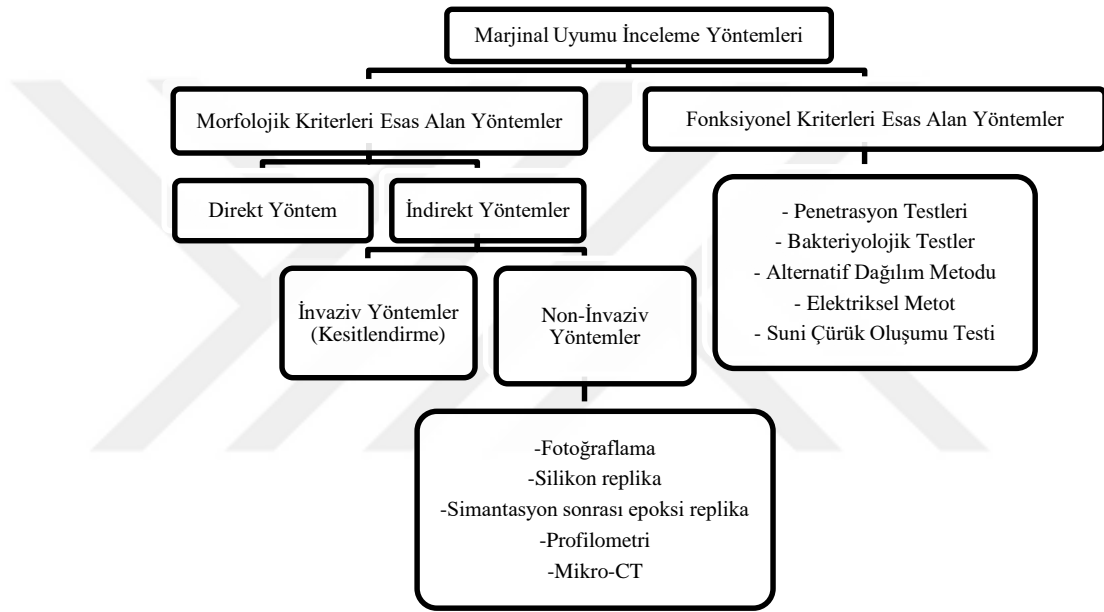 Marjinal Uyumu İnceleme Yöntemleri
Morfolojik Kriterleri Esas Alan Yöntemler
Fonksiyonel Kriterleri Esas Alan Yöntemler
Direkt Yöntem
İndirekt Yöntemler
- Penetrasyon Testleri
- Bakteriyolojik Testler
- Alternatif Dağılım Metodu
- Elektriksel Metot
- Suni Çürük Oluşumu Testi
İnvaziv Yöntemler
(Kesitlendirme)
Non-İnvaziv
Yöntemler
-Fotoğraflama
-Silikon replika
-Simantasyon sonrası epoksi replika
-Profilometri
-Mikro-CT